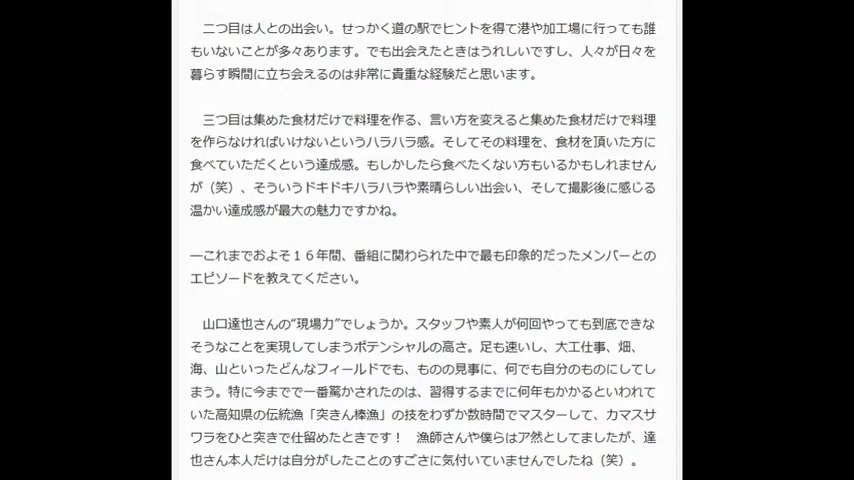 二つ目は人との出会い。せっかく道の駅でヒントを得て港や加工場に行っても誰
もいないことが多々あります。でも出会えたときはうれしいですし、人々が日々を
暮らす瞬間に立ち会えるのは非常に貴重な経験だと思います。
三つ目は集めた食材だけで料理を作る、言い方を変えると集めた食材だけで料理
を作らなければいけないというハラハラ感。そしてその料理を、食材を頂いた方に
食べていただくという達成感。もしかしたら食べたくない方もいるかもしれません
が（笑）、そういうドキドキハラハラや素晴らしい出会い、そして撮影後に感じる
温かい達成感が最大の魅力ですかね。
―これまでおよそ１６年間、番組に関わられた中で最も印象的だったメンバーとの
エピソードを教えてください。
山口達也さんの“現場力”でしょうか。スタッフや素人が何回やっても到底できな
そうなことを実現してしまうポテンシャルの高さ。足も速いし、大工仕事、畑、
海、山といったどんなフィールドでも、ものの見事に、何でも自分のものにしてし
まう。特に今までで一番驚かされたのは、習得するまでに何年もかかるといわれて
いた高知県の伝統漁「突きん棒漁」の技をわずか数時間でマスターして、カマスサ
ワラをひと突きで仕留めたときです！　漁師さんや僕らはア然としてましたが、達
也さん本人だけは自分がしたことのすごさに気付いていませんでしたね（笑）。